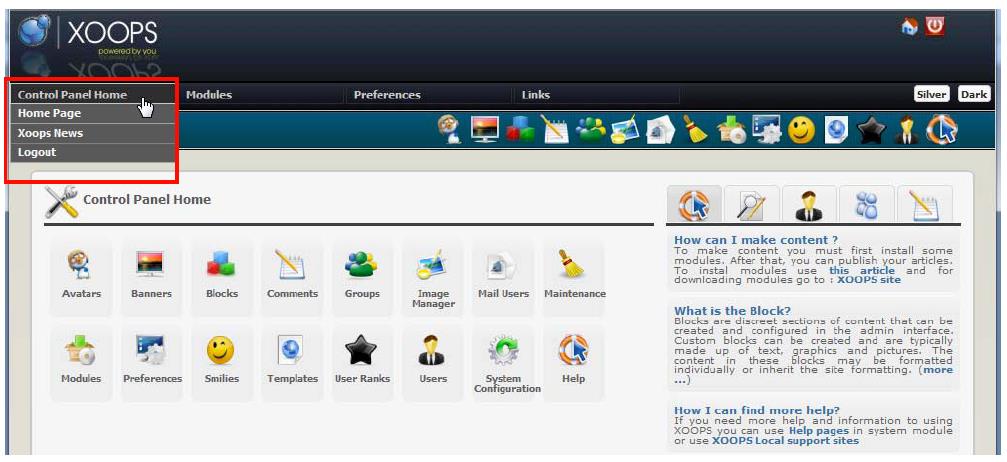 XOOPS
powered by you
Control Panel Home
Modules
Preferences
Links
Silver
Dark
Home Page
Xoops News
Logout
Control Panel Home
Avatars
Banners
Blocks
Comments
Groups
Image Manager
Mail Users
Maintenance
Modules
Preferences
Smilies
Templates
User Ranks
Users
System Configuration
Help
How can I make content ?
To make content you must first install some
modules. After that, you can publish your articles.
To instal modules use this article and for
downloading modules go to : XOOPS site
What is the Block?
Blocks are discreet sections of content that can be
created and configured in the admin interface.
Custom blocks can be created and are typically
made up of text, graphics and pictures. The
content in these blocks may be formatted
individually or inherit the site formatting. (more
...)
How I can find more help?
If you need more help and information to using
XOOPS you can use Help pages in system module
or use XOOPS Local support sites